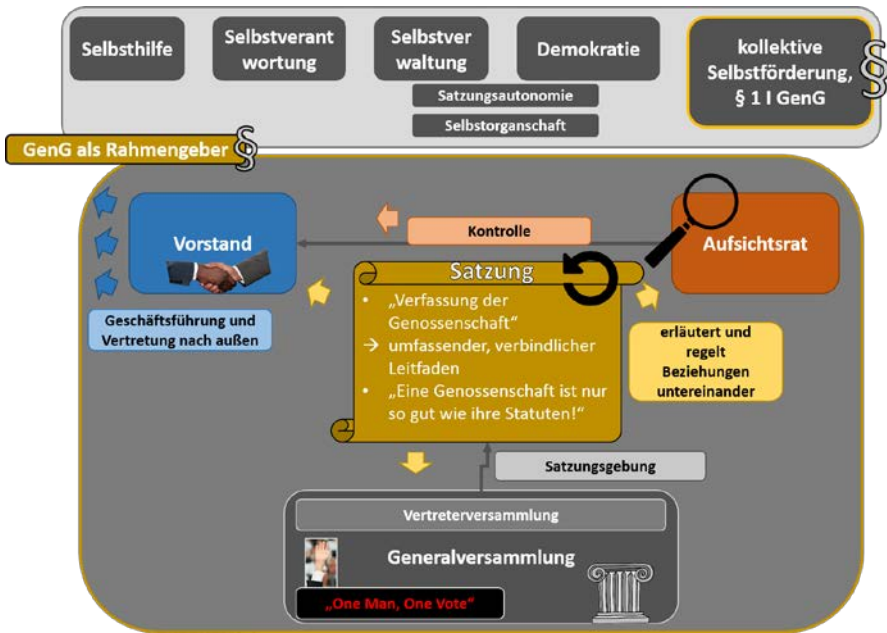 Selbsthilfe
Selbstverant
wortung
Selbstver
waltung
Demokratie
kollektive
Selbstförderung,
§ 1 I GenG
§
Satzungsautonomie
Selbstorganschaft
GenG als Rahmengeber
§
Vorstand
Kontrolle
Aufsichtsrat
Geschäftsführung und
Vertretung nach außen
Satzung
• „Verfassung der
Genossenschaft“
→ umfassender, verbindlicher
Leitfaden
• „Eine Genossenschaft ist nur
so gut wie ihre Statuten!“
erläutert und
regelt
Beziehungen
untereinander
Satzungsgebung
Vertreterversammlung
Generalversammlung
„One Man, One Vote“